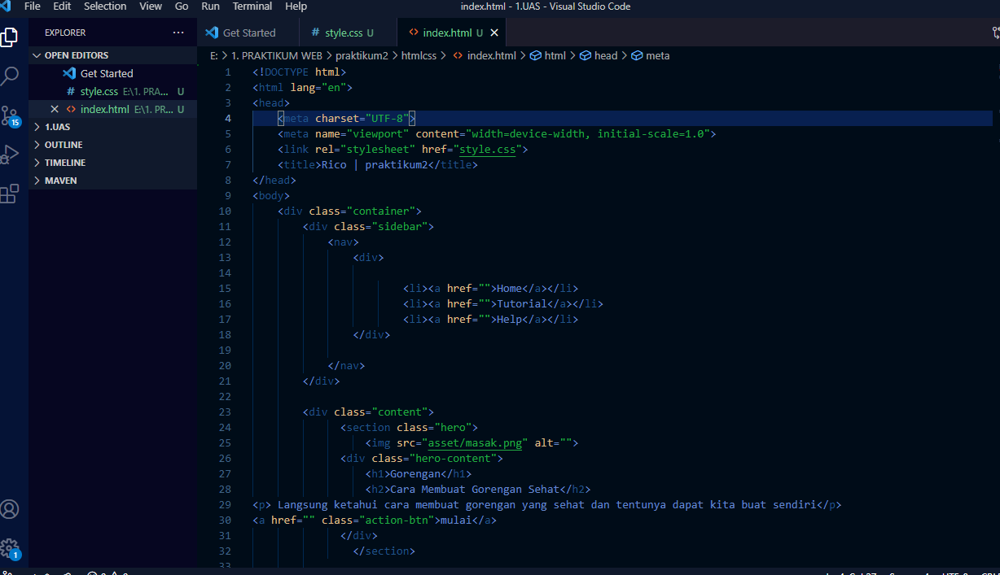 File Edit Selection View Go Run Terminal Help index.html - 1.UAS - Visual Studio Code
EXPLORER ...
OPEN EDITORS
Get Started
# style.css E:\1. PRA... U
index.html E:\1. PR... U
1.UAS
OUTLINE
TIMELINE
MAVEN
15
1
Get Started # style.css U <> index.html U
E: > 1. PRAKTIKUM WEB > praktikum2 > htmlcss > <> index.html > html > head > meta
1 <!DOCTYPE html>
2 <html lang="en">
3 <head>
4 <meta charset="UTF-8">
5 <meta name="viewport" content="width=device-width, initial-scale=1.0">
6 <link rel="stylesheet" href="style.css">
7 <title>Rico | praktikum2</title>
8 </head>
9 <body>
10 <div class="container">
11 <div class="sidebar">
12 <nav>
13 <div>
14
15 <li><a href="">Home</a></li>
16 <li><a href="">Tutorial</a></li>
17 <li><a href="">Help</a></li>
18 </div>
19
20 </nav>
21 </div>
22
23 <div class="content">
24 <section class="hero">
25 <img src="asset/masak.png" alt="">
26 <div class="hero-content">
27 <h1>Gorengan</h1>
28 <h2>Cara Membuat Gorengan Sehat</h2>
29 <p> Langsung ketahui cara membuat gorengan yang sehat dan tentunya dapat kita buat sendiri</p>
30 <a href="" class="action-btn">mulai</a>
31 </div>
32 </section>
33